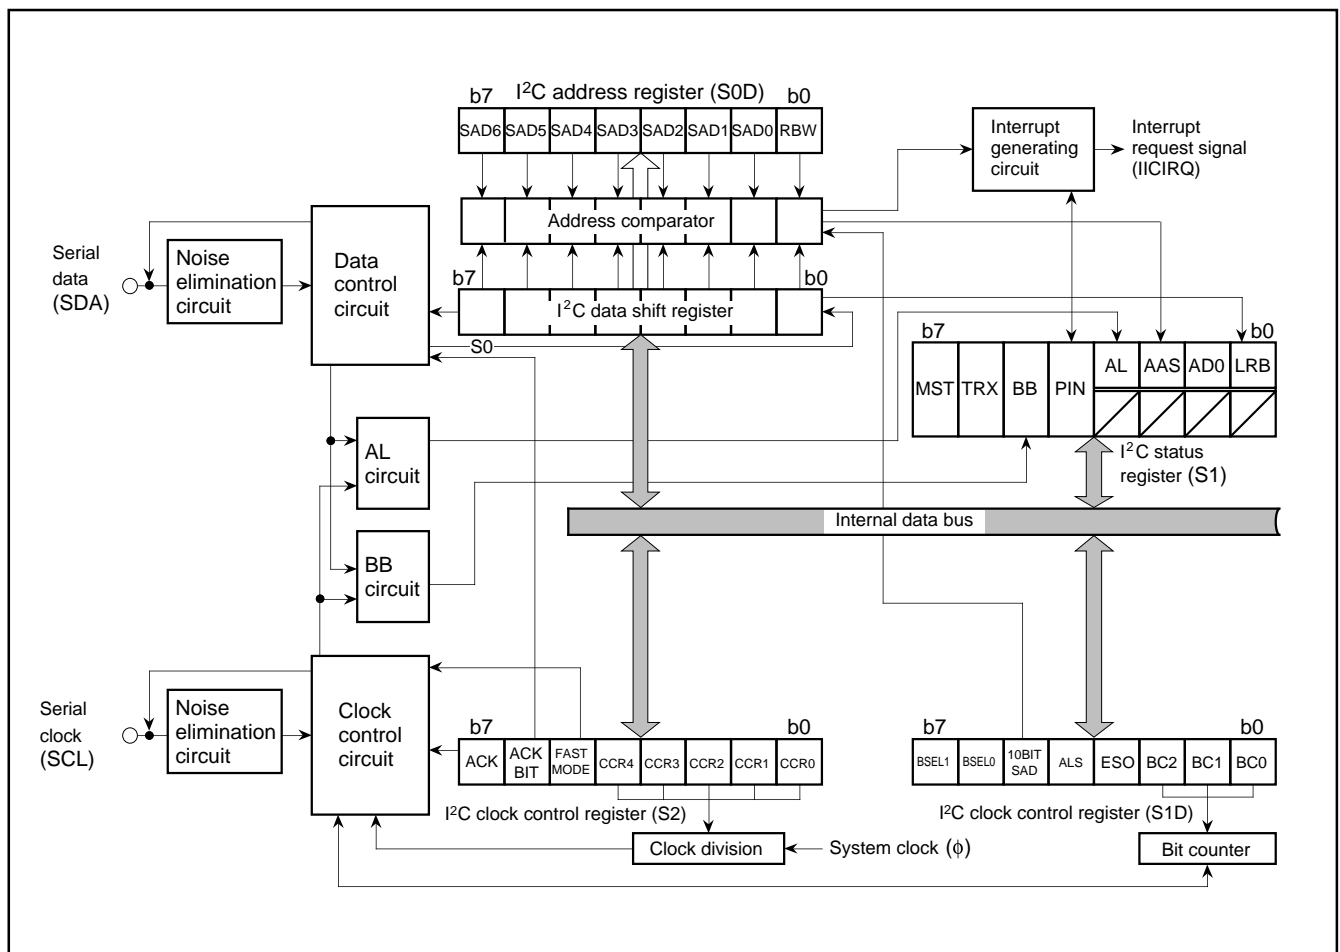 I²C address register (S0D)
b7
b0
SAD6 SAD5 SAD4 SAD3 SAD2 SAD1 SAD0 RBW
Interrupt
generating
circuit
Interrupt
request signal
(IICIRQ)
Address comparator
Serial
data
(SDA)
Noise
elimination
circuit
Data
control
circuit
b7
b0
I²C data shift register
S0
b7
b0
MST TRX BB PIN AL AAS AD0 LRB
I²C status
register (S1)
AL
circuit
Internal data bus
BB
circuit
Serial
clock
(SCL)
Noise
elimination
circuit
Clock
control
circuit
b7
b0
ACK
ACK
BIT
FAST
MODE
CCR4 CCR3 CCR2 CCR1 CCR0
I²C clock control register (S2)
Clock division
System clock (ϕ)
b7
b0
BSEL1 BSEL0
10BIT
SAD
ALS ESO BC2 BC1 BC0
I²C clock control register (S1D)
Bit counter